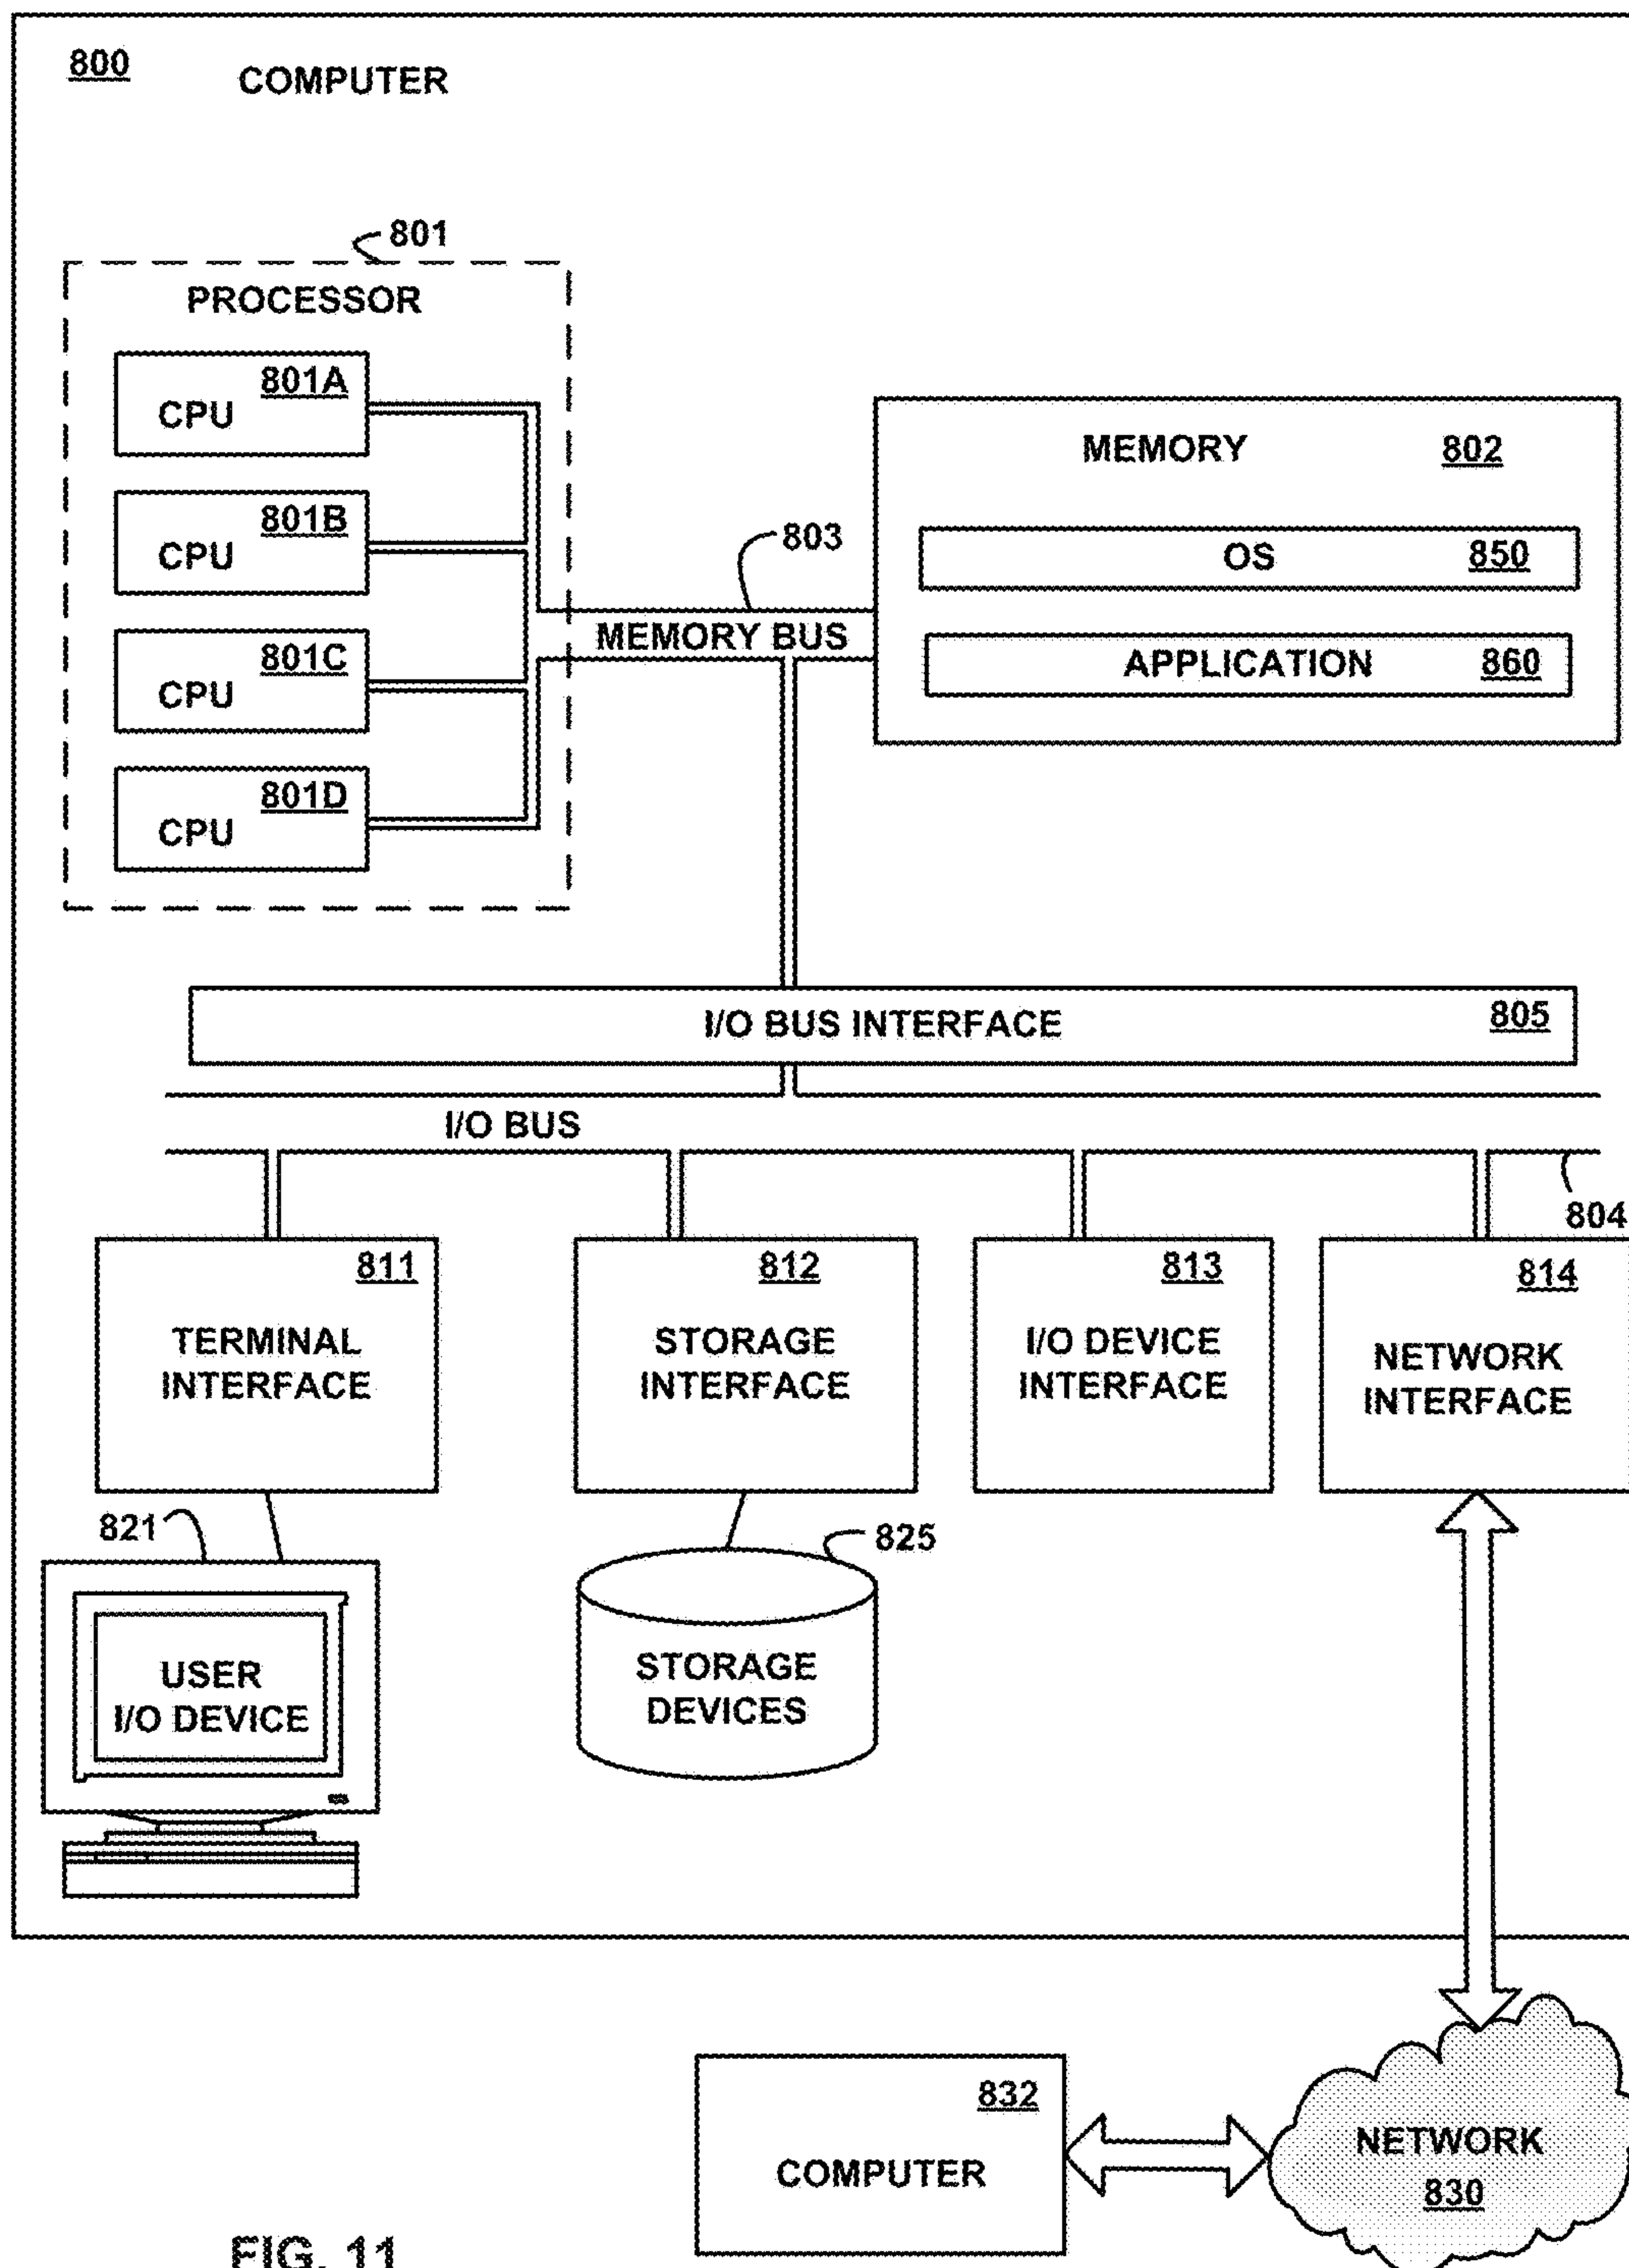 800
COMPUTER
801
PROCESSOR
801A
CPU
801B
CPU
801C
CPU
801D
CPU
803
MEMORY BUS
MEMORY 802
OS 850
APPLICATION 860
I/O BUS INTERFACE 805
I/O BUS
804
811
TERMINAL
INTERFACE
812
STORAGE
INTERFACE
813
I/O DEVICE
INTERFACE
814
NETWORK
INTERFACE
821
USER
I/O DEVICE
825
STORAGE
DEVICES
832
COMPUTER
NETWORK
830
FIG. 11